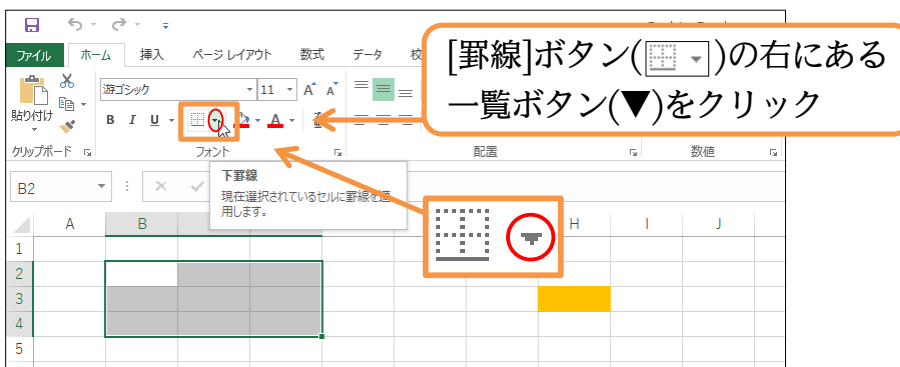 ファイル ホーム 挿入 ページ レイアウト 数式 データ 校
[罫線]ボタン( )の右にある
一覧ボタン(▼)をクリック
游ゴシック 11 A A
貼り付け
B I U A
クリップボード フォント 配置 数値
下罫線
現在選択されているセルに罫線を適
用します。
B2
A B H I J
1
2
3
4
5